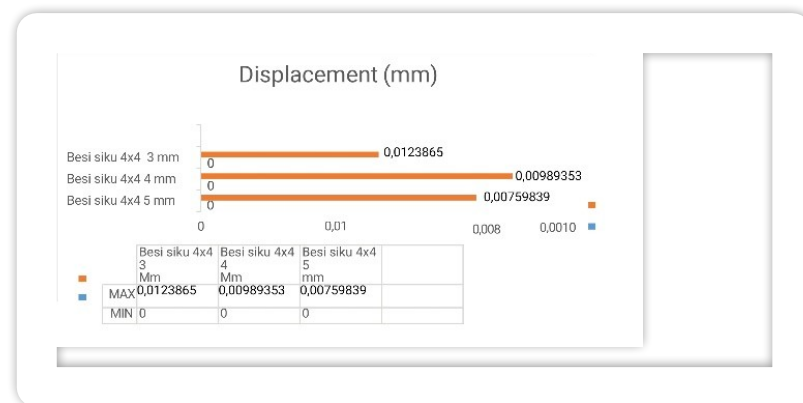 Displacement (mm)
Besi siku 4x4 3 mm
0,0123865
0
Besi siku 4x4 4 mm
0,00989353
0
Besi siku 4x4 5 mm
0,00759839
0
0 0,01 0,008 0,0010
Besi siku 4x4 Besi siku 4x4 Besi siku 4x4
3 4 5
Mm Mm mm
MAX 0,0123865 0,00989353 0,00759839
MIN 0 0 0